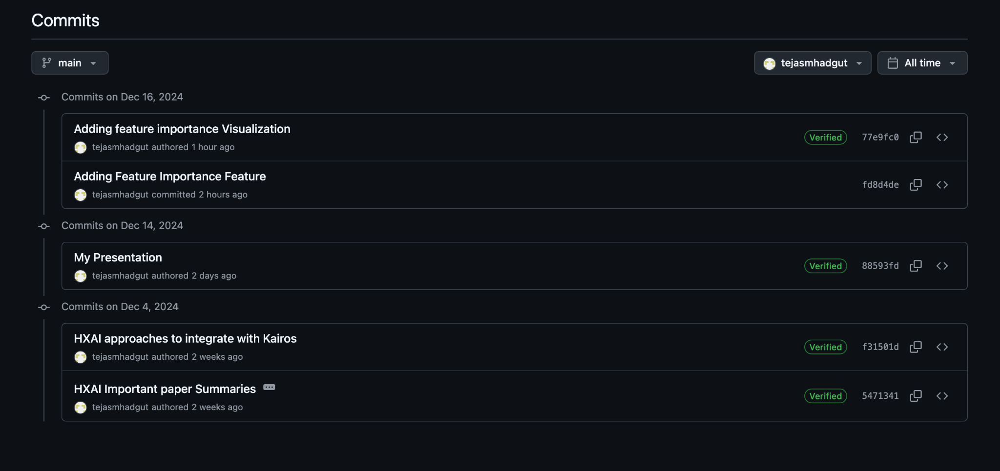 Commits
main
tejasmhadgut
All time
Commits on Dec 16, 2024
Adding feature importance Visualization
tejasmhadgut authored 1 hour ago
Verified
77e9fc0
Adding Feature Importance Feature
tejasmhadgut committed 2 hours ago
fd8d4de
Commits on Dec 14, 2024
My Presentation
tejasmhadgut authored 2 days ago
Verified
88593fd
Commits on Dec 4, 2024
HXAI approaches to integrate with Kairos
tejasmhadgut authored 2 weeks ago
Verified
f31501d
HXAI Important paper Summaries
tejasmhadgut authored 2 weeks ago
Verified
5471341